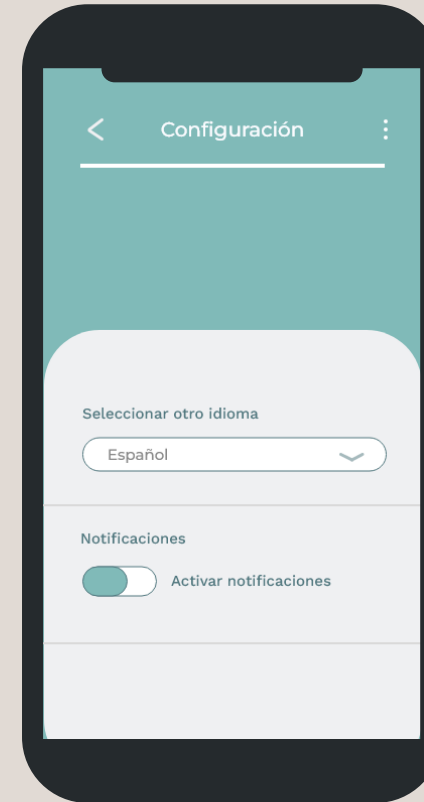 Configuración
Seleccionar otro idioma
Español
Notificaciones
Activar notificaciones